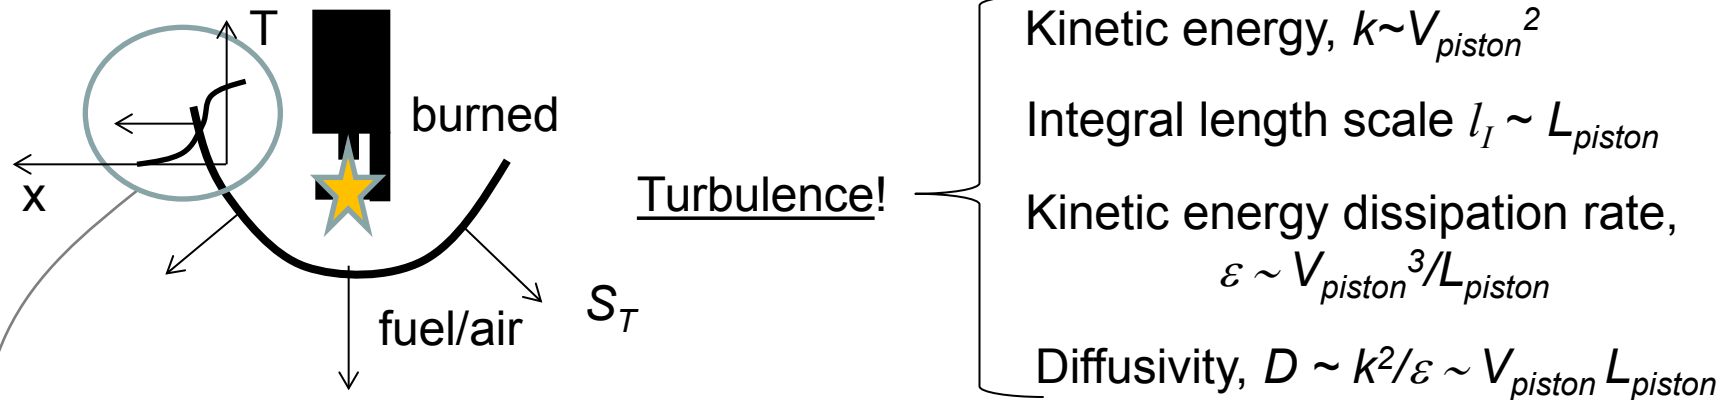 T
burned
x
fuel/air
S_T
Turbulence!
Kinetic energy, k~V_piston^2
Integral length scale l_I ~ L_piston
Kinetic energy dissipation rate,
ε ~ V_piston^3/L_piston
Diffusivity, D ~ k^2/ε ~ V_piston L_piston